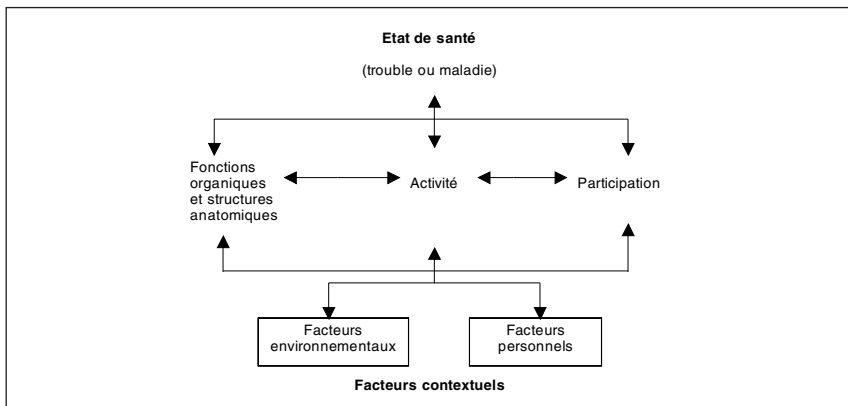 Etat de santé
(trouble ou maladie)
Fonctions
organiques
et structures
anatomiques
Activité
Participation
Facteurs
environnementaux
Facteurs
personnels
Facteurs contextuels